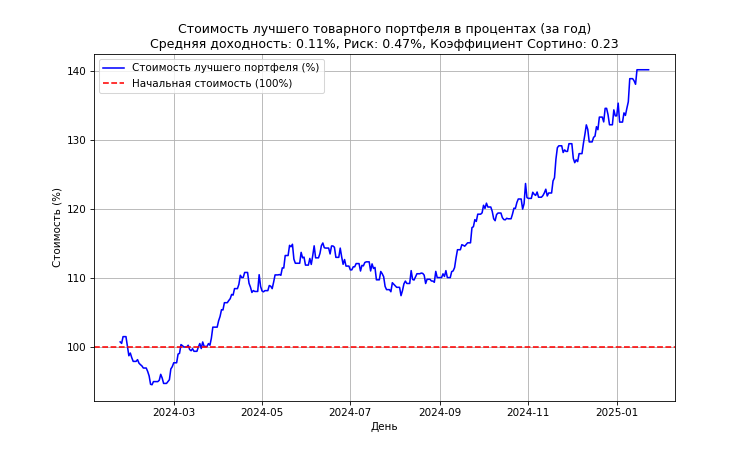 Стоимость лучшего товарного портфеля в процентах (за год)
Средняя доходность: 0.11%, Риск: 0.47%, Коэффициент Сортино: 0.23
Стоимость лучшего портфеля (%)
Начальная стоимость (100%)
Стоимость (%)
140
130
120
110
100
2024-03 2024-05 2024-07 2024-09 2024-11 2025-01
День